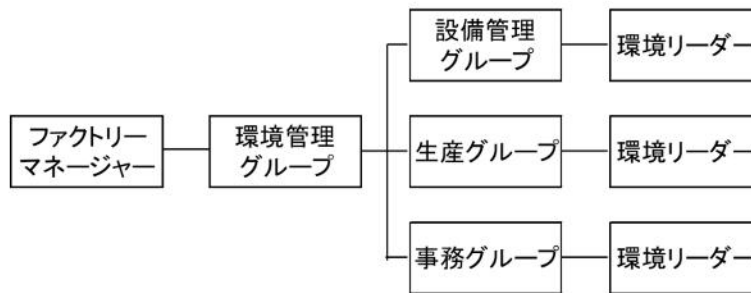 ファクトリー
マネージャー
環境管理
グループ
設備管理
グループ
環境リーダー
生産グループ
環境リーダー
事務グループ
環境リーダー